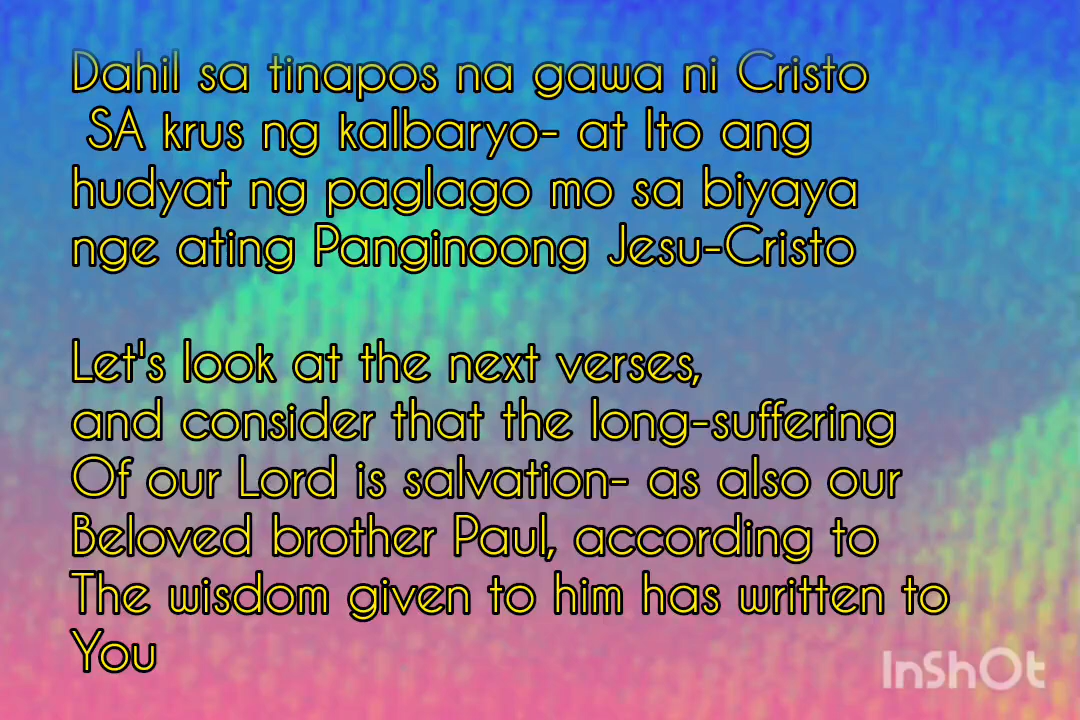 Dahil sa tinapos na gawa ni Cristo
SA krus ng kalbaryo- at Ito ang
hudyat ng paglago mo sa biyaya
nge ating Panginoong Jesu-Cristo
Let's look at the next verses,
and consider that the long-suffering
Of our Lord is salvation- as also our
Beloved brother Paul, according to
The wisdom given to him has written to
You
InShOt